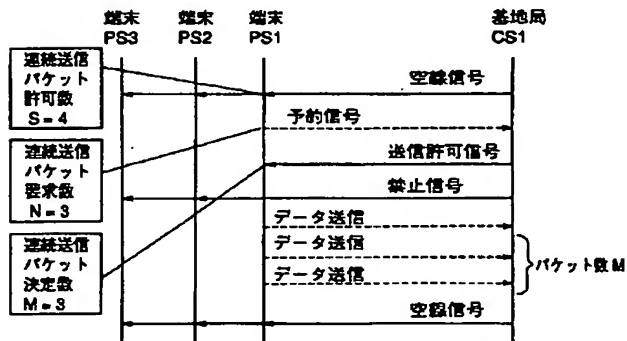 端末 端末 端末 基地局
PS3 PS2 PS1 CS1
連続送信
パケット
許可数
S=4
空線信号
予約信号
連続送信
パケット
要求数
N=3
送信許可信号
禁止信号
データ送信
データ送信
データ送信
パケット数M
連続送信
パケット
決定数
M=3
空線信号